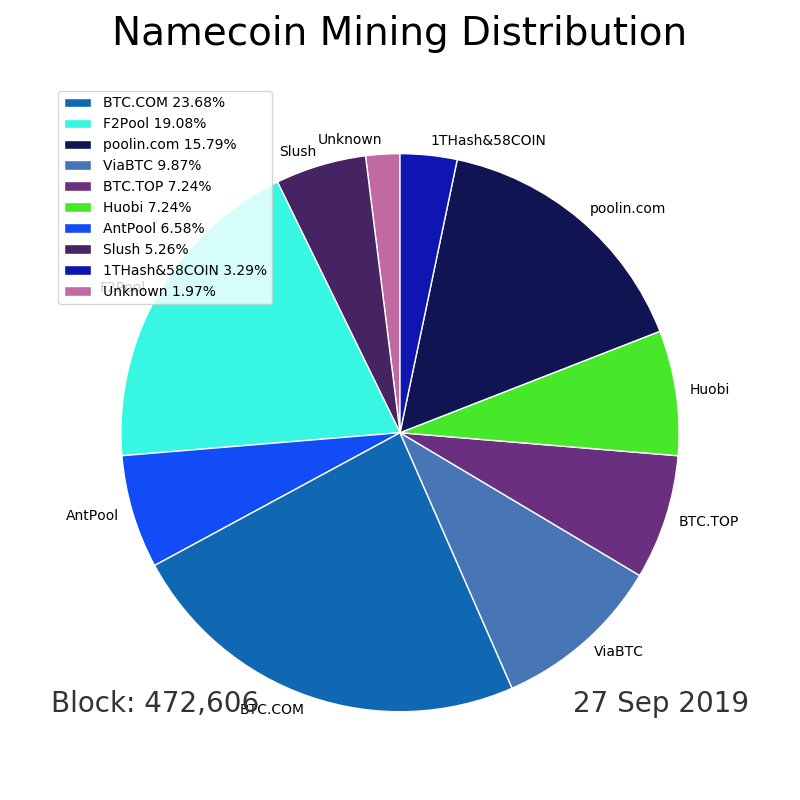 Namecoin Mining Distribution
BTC.COM 23.68%
F2Pool 19.08%
poolin.com 15.79%
ViaBTC 9.87%
BTC.TOP 7.24%
Huobi 7.24%
AntPool 6.58%
Slush 5.26%
1THash&58COIN 3.29%
Unknown 1.97%
Slush
Unknown
1THash&58COIN
poolin.com
F2Pool
Huobi
AntPool
BTC.TOP
ViaBTC
BTC.COM
Block: 472,606
27 Sep 2019